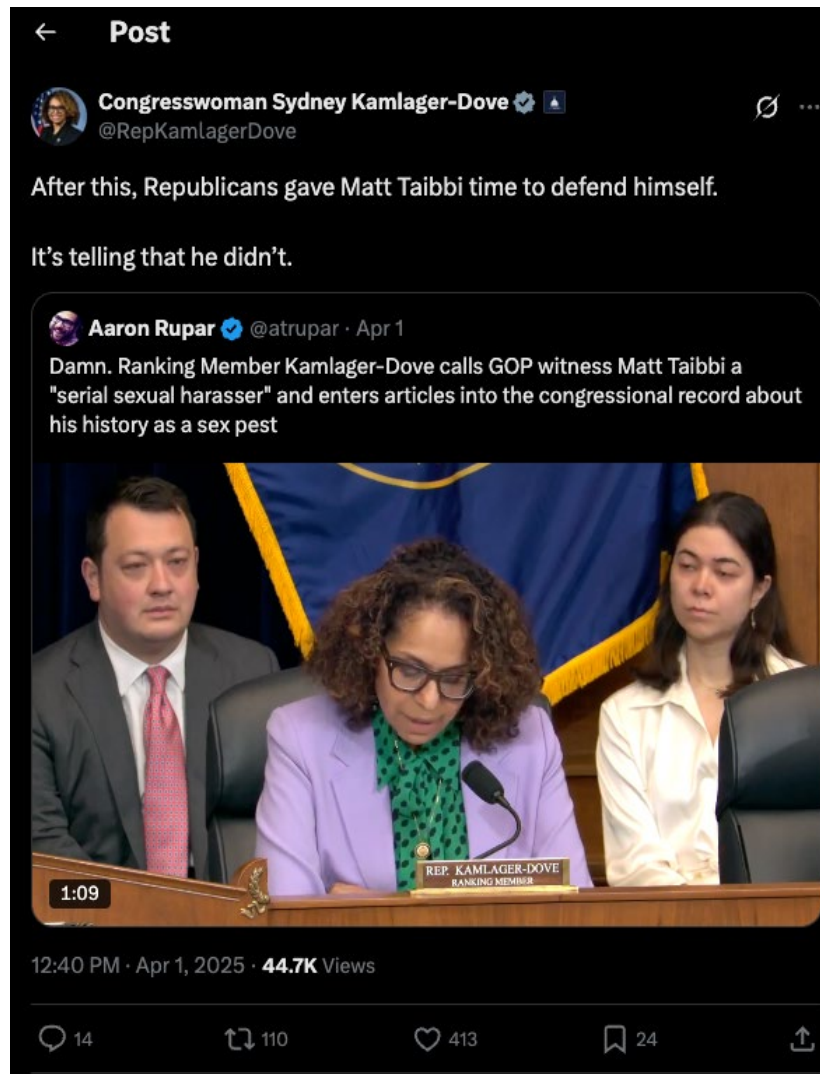 Post
Congresswoman Sydney Kamlager-Dove
@RepKamlagerDove
After this, Republicans gave Matt Taibbi time to defend himself.
It’s telling that he didn’t.
Aaron Rupar @atrupar · Apr 1
Damn. Ranking Member Kamlager-Dove calls GOP witness Matt Taibbi a
"serial sexual harasser" and enters articles into the congressional record about
his history as a sex pest
REP. KAMLAGER-DOVE
RANKING MEMBER
1:09
12:40 PM · Apr 1, 2025 · 44.7K Views
14 110 413 24